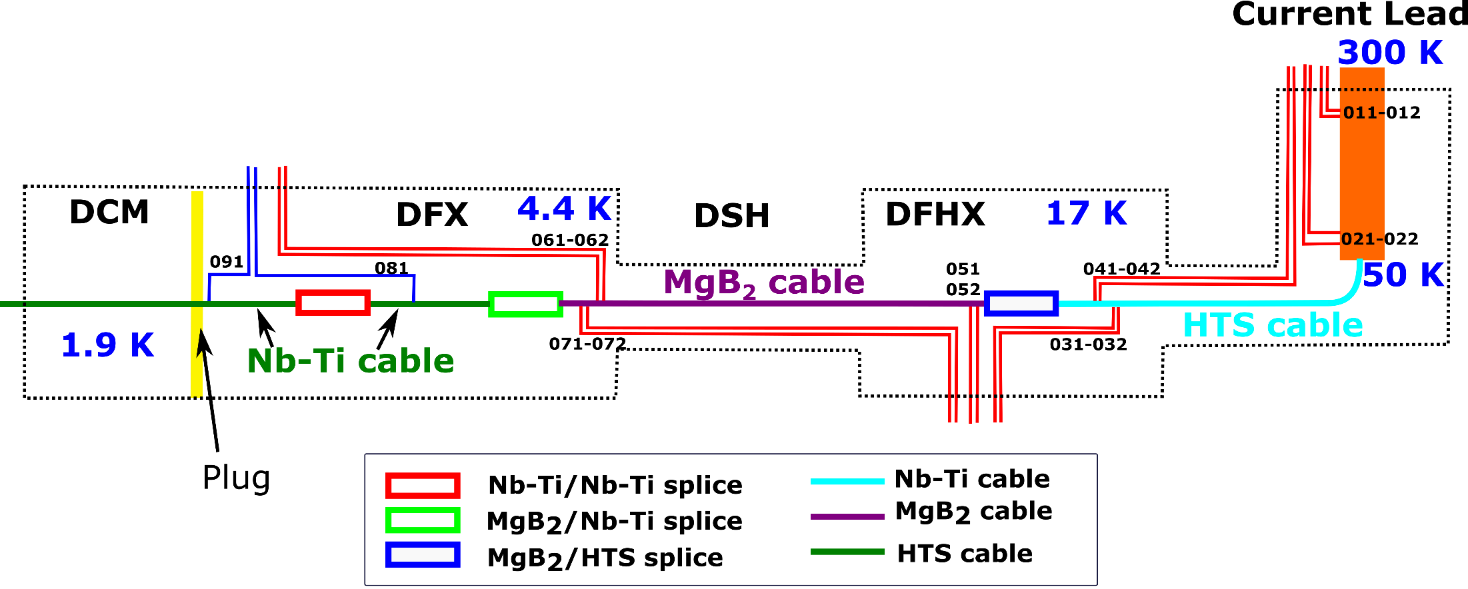 Current Lead
300 K
011-012
DCM
DFX
4.4 K
DSH
DFHX
17 K
061-062
021-022
091
081
051
041-042
50 K
MgB2 cable
052
HTS cable
1.9 K
Nb-Ti cable
071-072
031-032
Plug
Nb-Ti/Nb-Ti splice
MgB2/Nb-Ti splice
MgB2/HTS splice
Nb-Ti cable
MgB2 cable
HTS cable